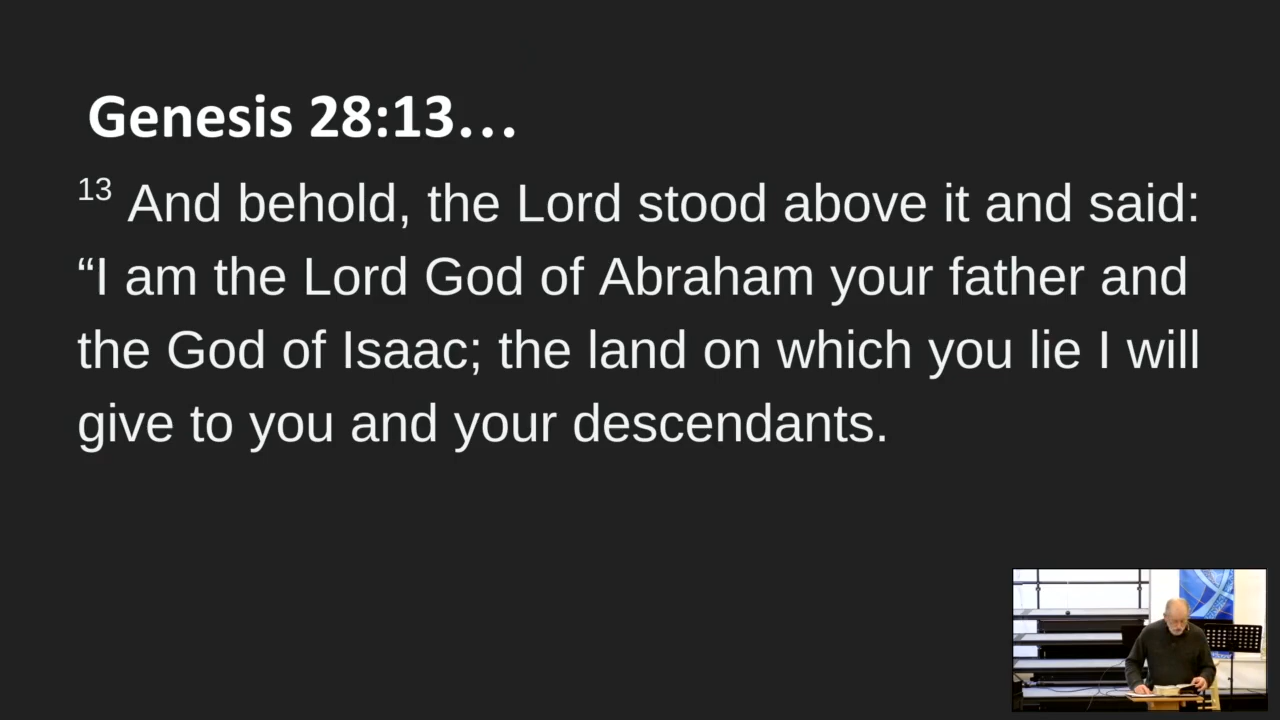 Genesis 28:13…
13 And behold, the Lord stood above it and said:
“I am the Lord God of Abraham your father and
the God of Isaac; the land on which you lie I will
give to you and your descendants.